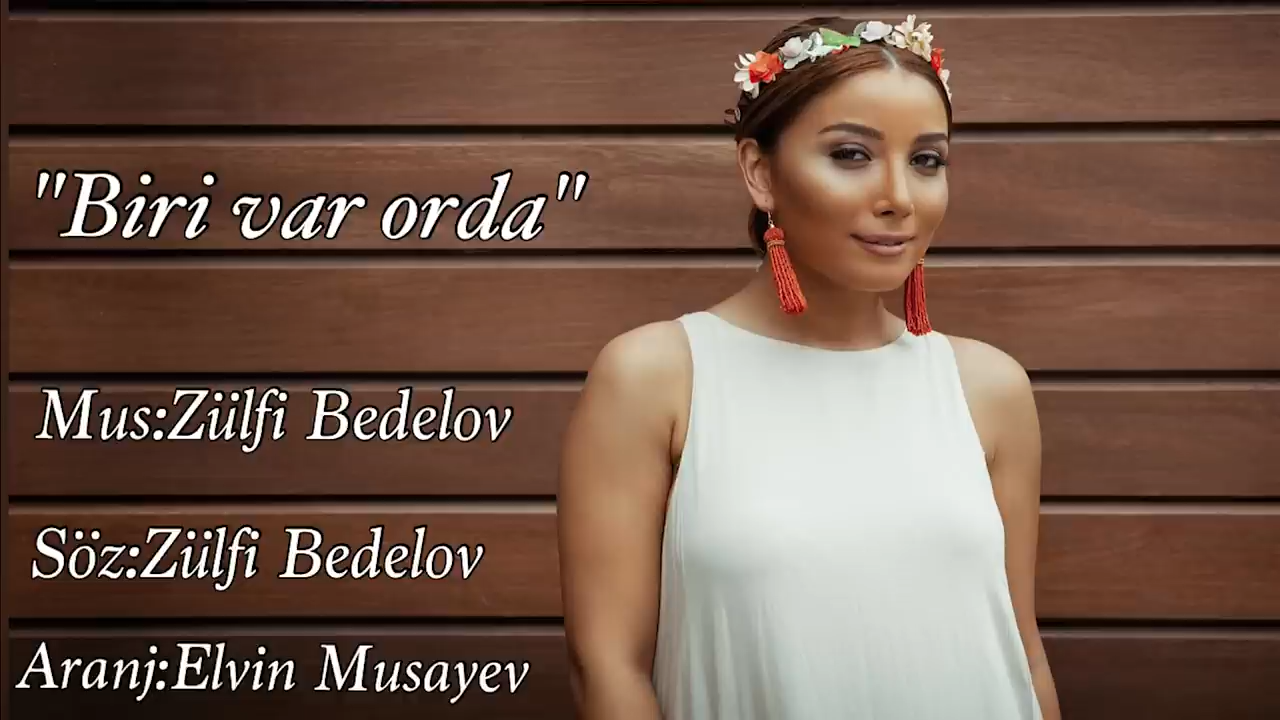 "Biri var orda"
Mus:Zülfi Bedelov
Söz:Zülfi Bedelov
Aranj:Elvin Musayev